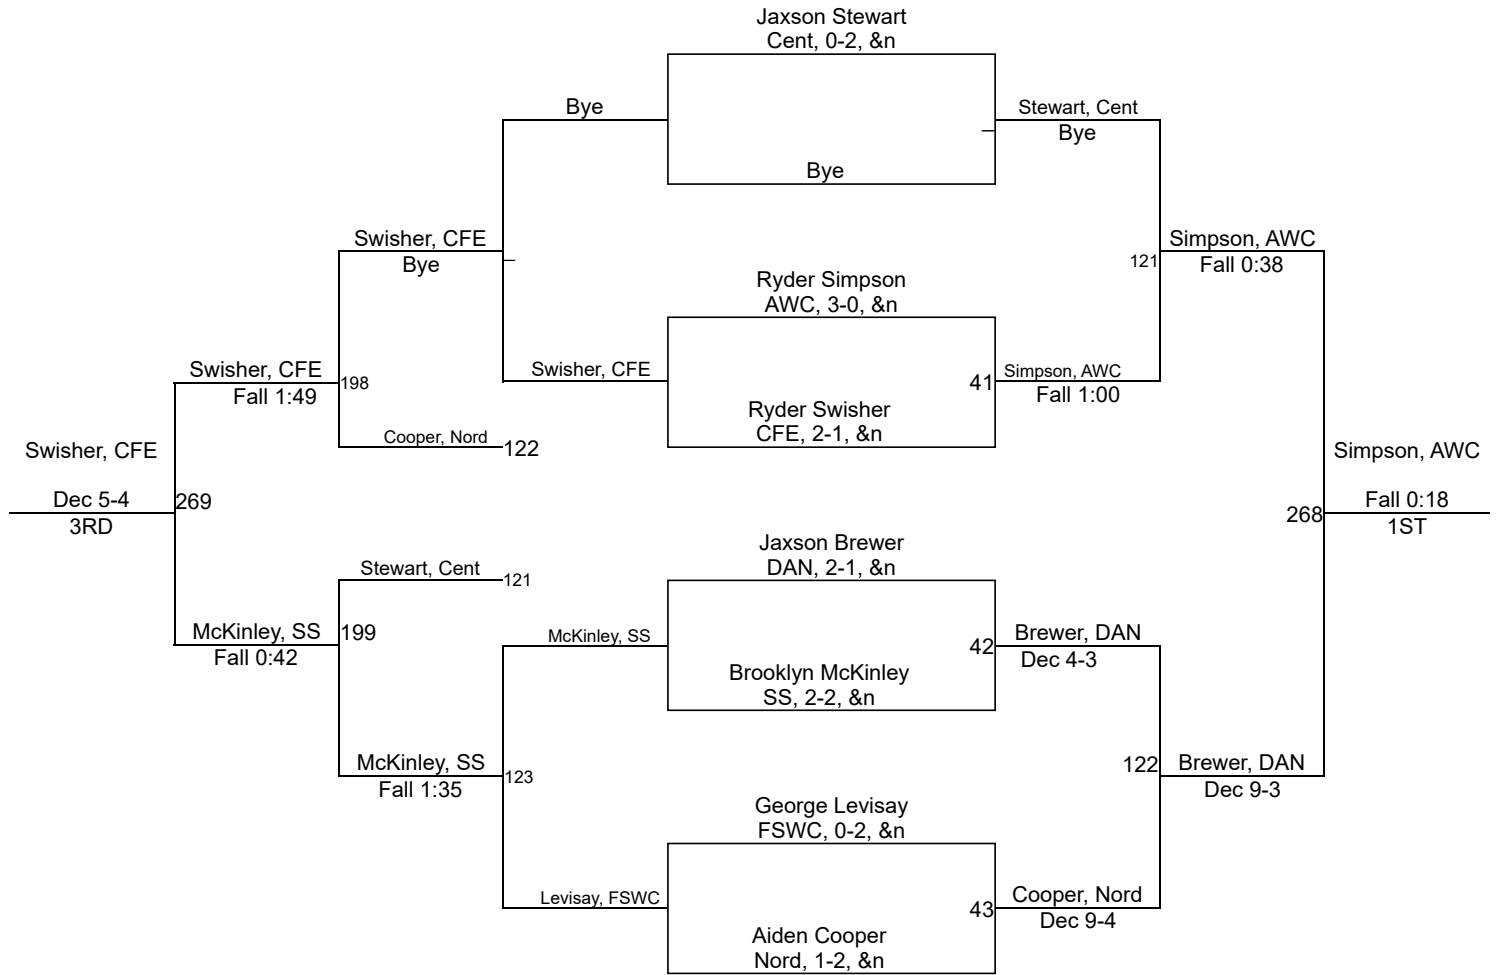 Jaxson Stewart
Cent, 0-2, &n
Bye
Stewart, Cent
Bye
Bye
Swisher, CFE
Bye
Simpson, AWC
121
Fall 0:38
Ryder Simpson
AWC, 3-0, &n
Swisher, CFE
Fall 1:49
198
Swisher, CFE
41
Simpson, AWC
Fall 1:00
Ryder Swisher
CFE, 2-1, &n
Cooper, Nord
122
Swisher, CFE
Dec 5-4
3RD
269
Simpson, AWC
Fall 0:18
1ST
268
Jaxson Brewer
DAN, 2-1, &n
Stewart, Cent
121
McKinley, SS
Fall 0:42
199
McKinley, SS
42
Brewer, DAN
Dec 4-3
Brooklyn McKinley
SS, 2-2, &n
McKinley, SS
Fall 1:35
123
122
Brewer, DAN
Dec 9-3
George Levisay
FSWC, 0-2, &n
Levisay, FSWC
43
Cooper, Nord
Dec 9-4
Aiden Cooper
Nord, 1-2, &n